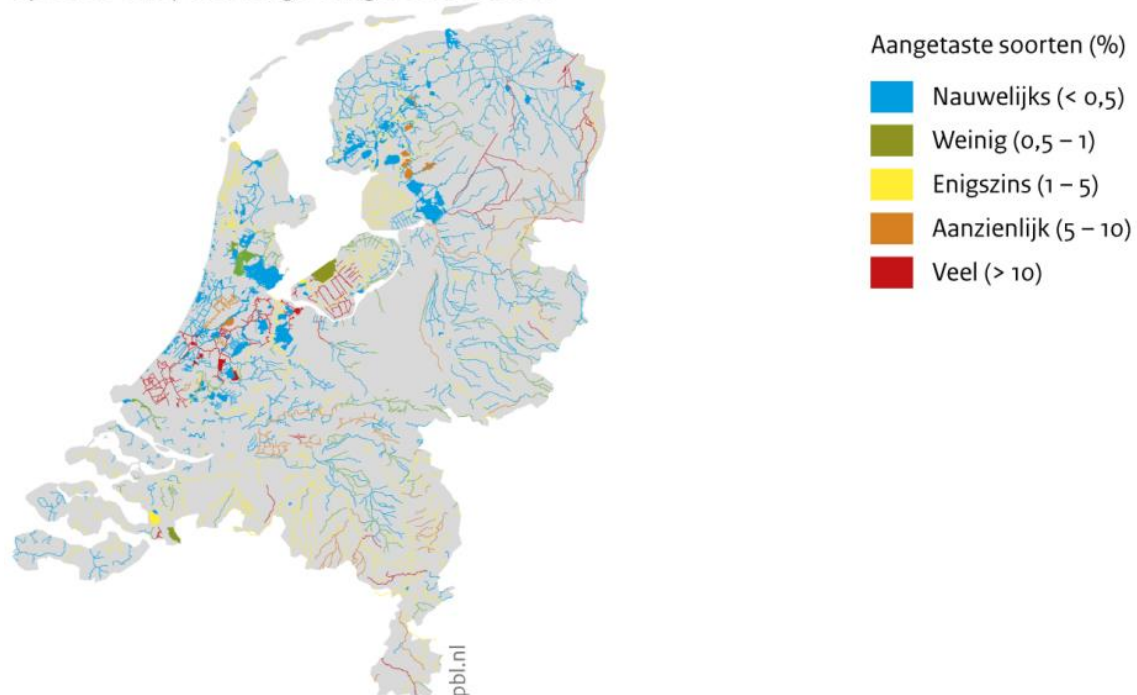 Aangetaste soorten (%)
Nauwelijks (< 0,5)
Weinig (0,5 – 1)
Enigszins (1 – 5)
Aanzienlijk (5 – 10)
Veel (> 10)
pbl.nl